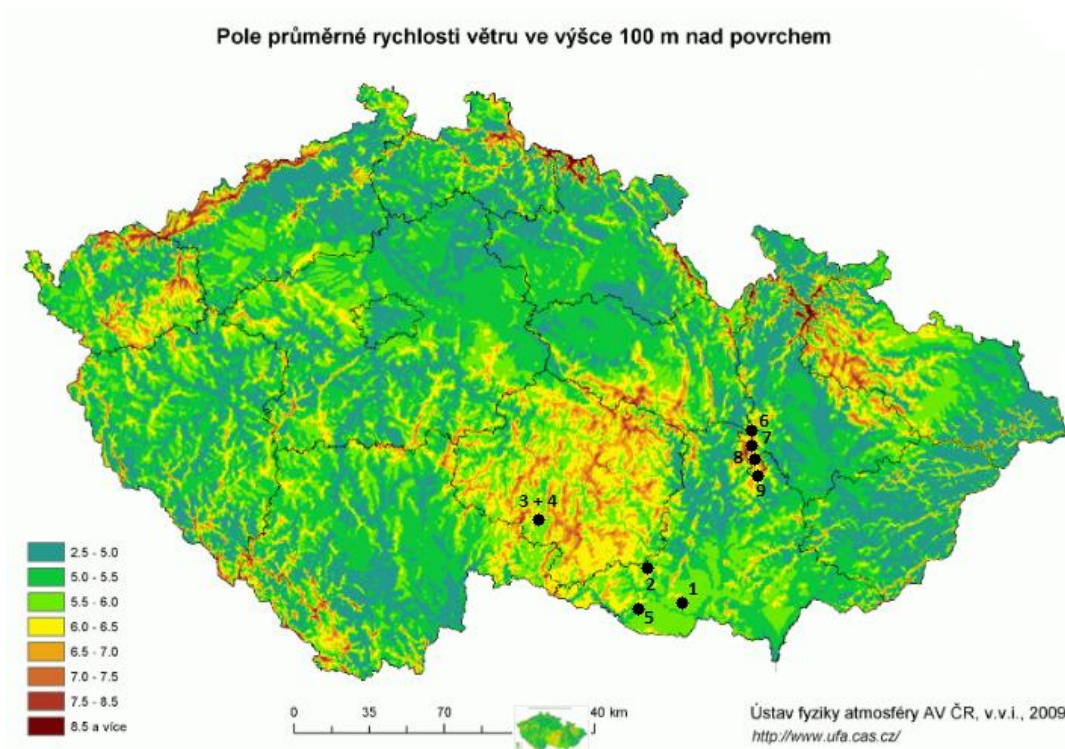 Pole průměrné rychlosti větru ve výšce 100 m nad povrchem
6
7
8
9
3 + 4
2
1
5
2.5 - 5.0
5.0 - 5.5
5.5 - 6.0
6.0 - 6.5
6.5 - 7.0
7.0 - 7.5
7.5 - 8.5
8.5 a více
0 35 70 40 km
Ústav fyziky atmosféry AV ČR, v.v.i., 2009
http://www.ufa.cas.cz/